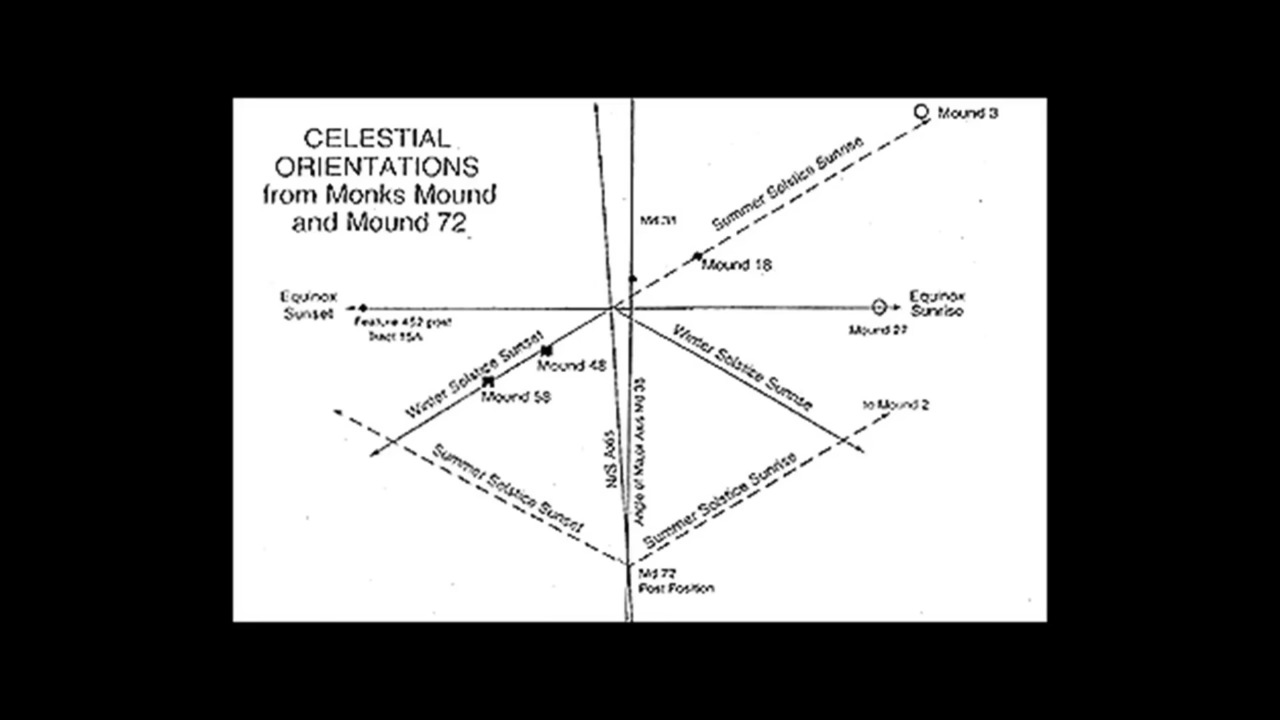 CELESTIAL
ORIENTATIONS
from Monks Mound
and Mound 72
Mound 3
Summer Solstice Sunrise
Mound 18
Equinox
Sunset
Equinox
Sunrise
Feature 452 post
Tract 15A
Mound 27
Winter Solstice Sunset
Mound 48
Mound 58
Winter Solstice Sunrise
to Mound 2
Summer Solstice Sunset
N/S Axis
Angle of Major Axis Md 38
Summer Solstice Sunrise
Md 72
Post Position